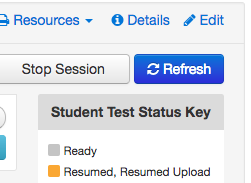 Resources Details Edit
Stop Session Refresh
Student Test Status Key
Ready
Resumed, Resumed Upload